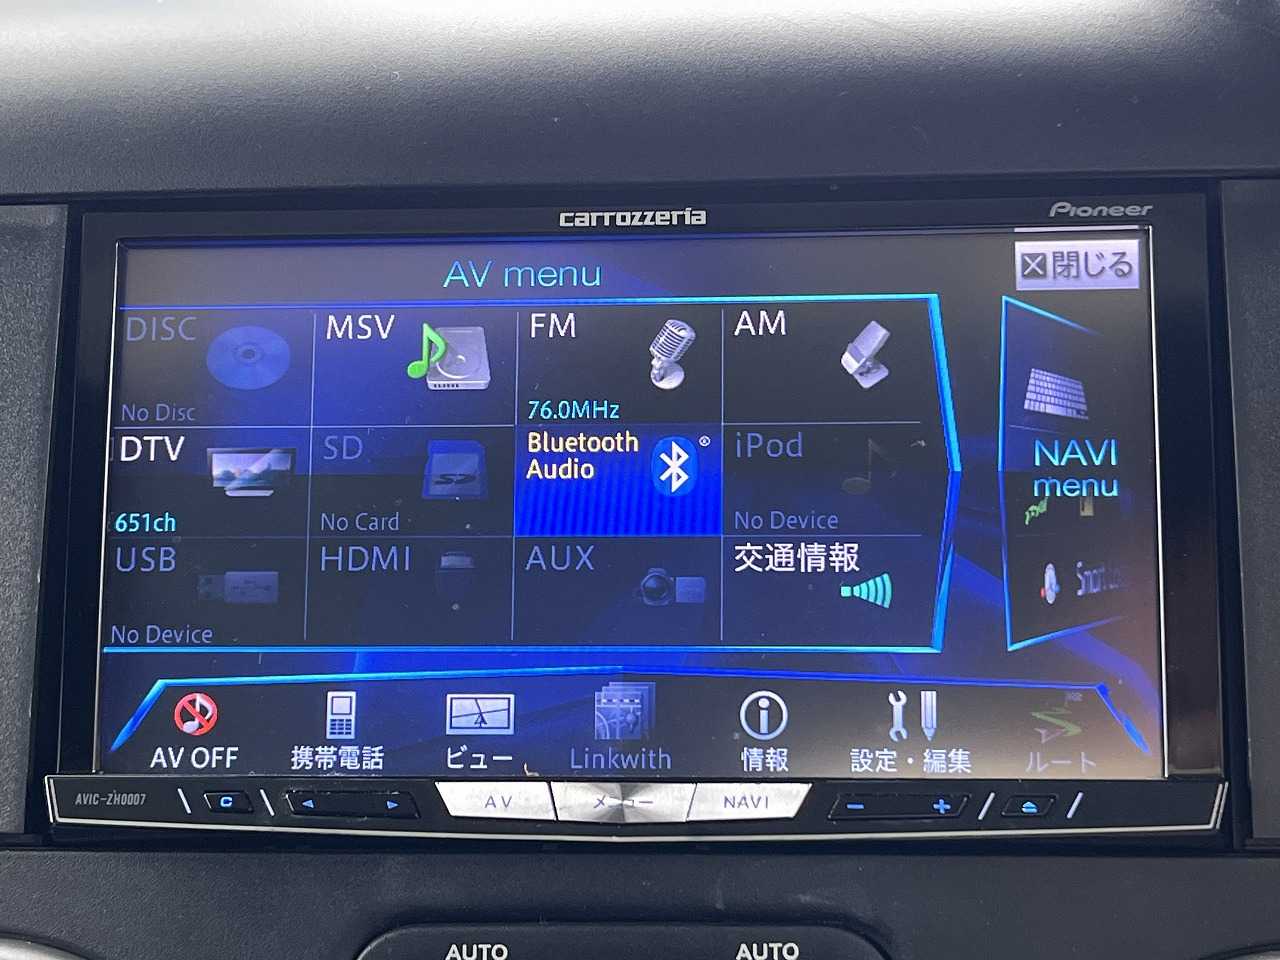 carrozzeria
Pioneer
AV menu
閉じる
DISC
No Disc
MSV
FM
76.0MHz
AM
DTV
651ch
SD
No Card
Bluetooth
Audio
®
iPod
No Device
USB
No Device
HDMI
AUX
交通情報
NAVI
menu
AV OFF
携帯電話
ビュー
Linkwith
情報
設定・編集
ルート
AVIC-ZH0007
AV
メニュー
NAVI
AUTO
AUTO